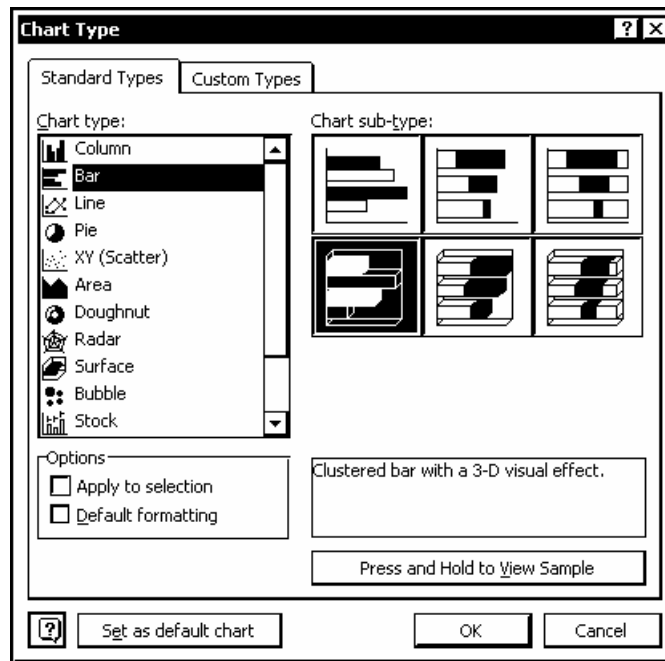 Chart Type
Standard Types
Custom Types
Chart type:
Column
Bar
Line
Pie
XY (Scatter)
Area
Doughnut
Radar
Surface
Bubble
Stock
Chart sub-type:
Options
Apply to selection
Default formatting
Clustered bar with a 3-D visual effect.
Press and Hold to View Sample
Set as default chart
OK
Cancel